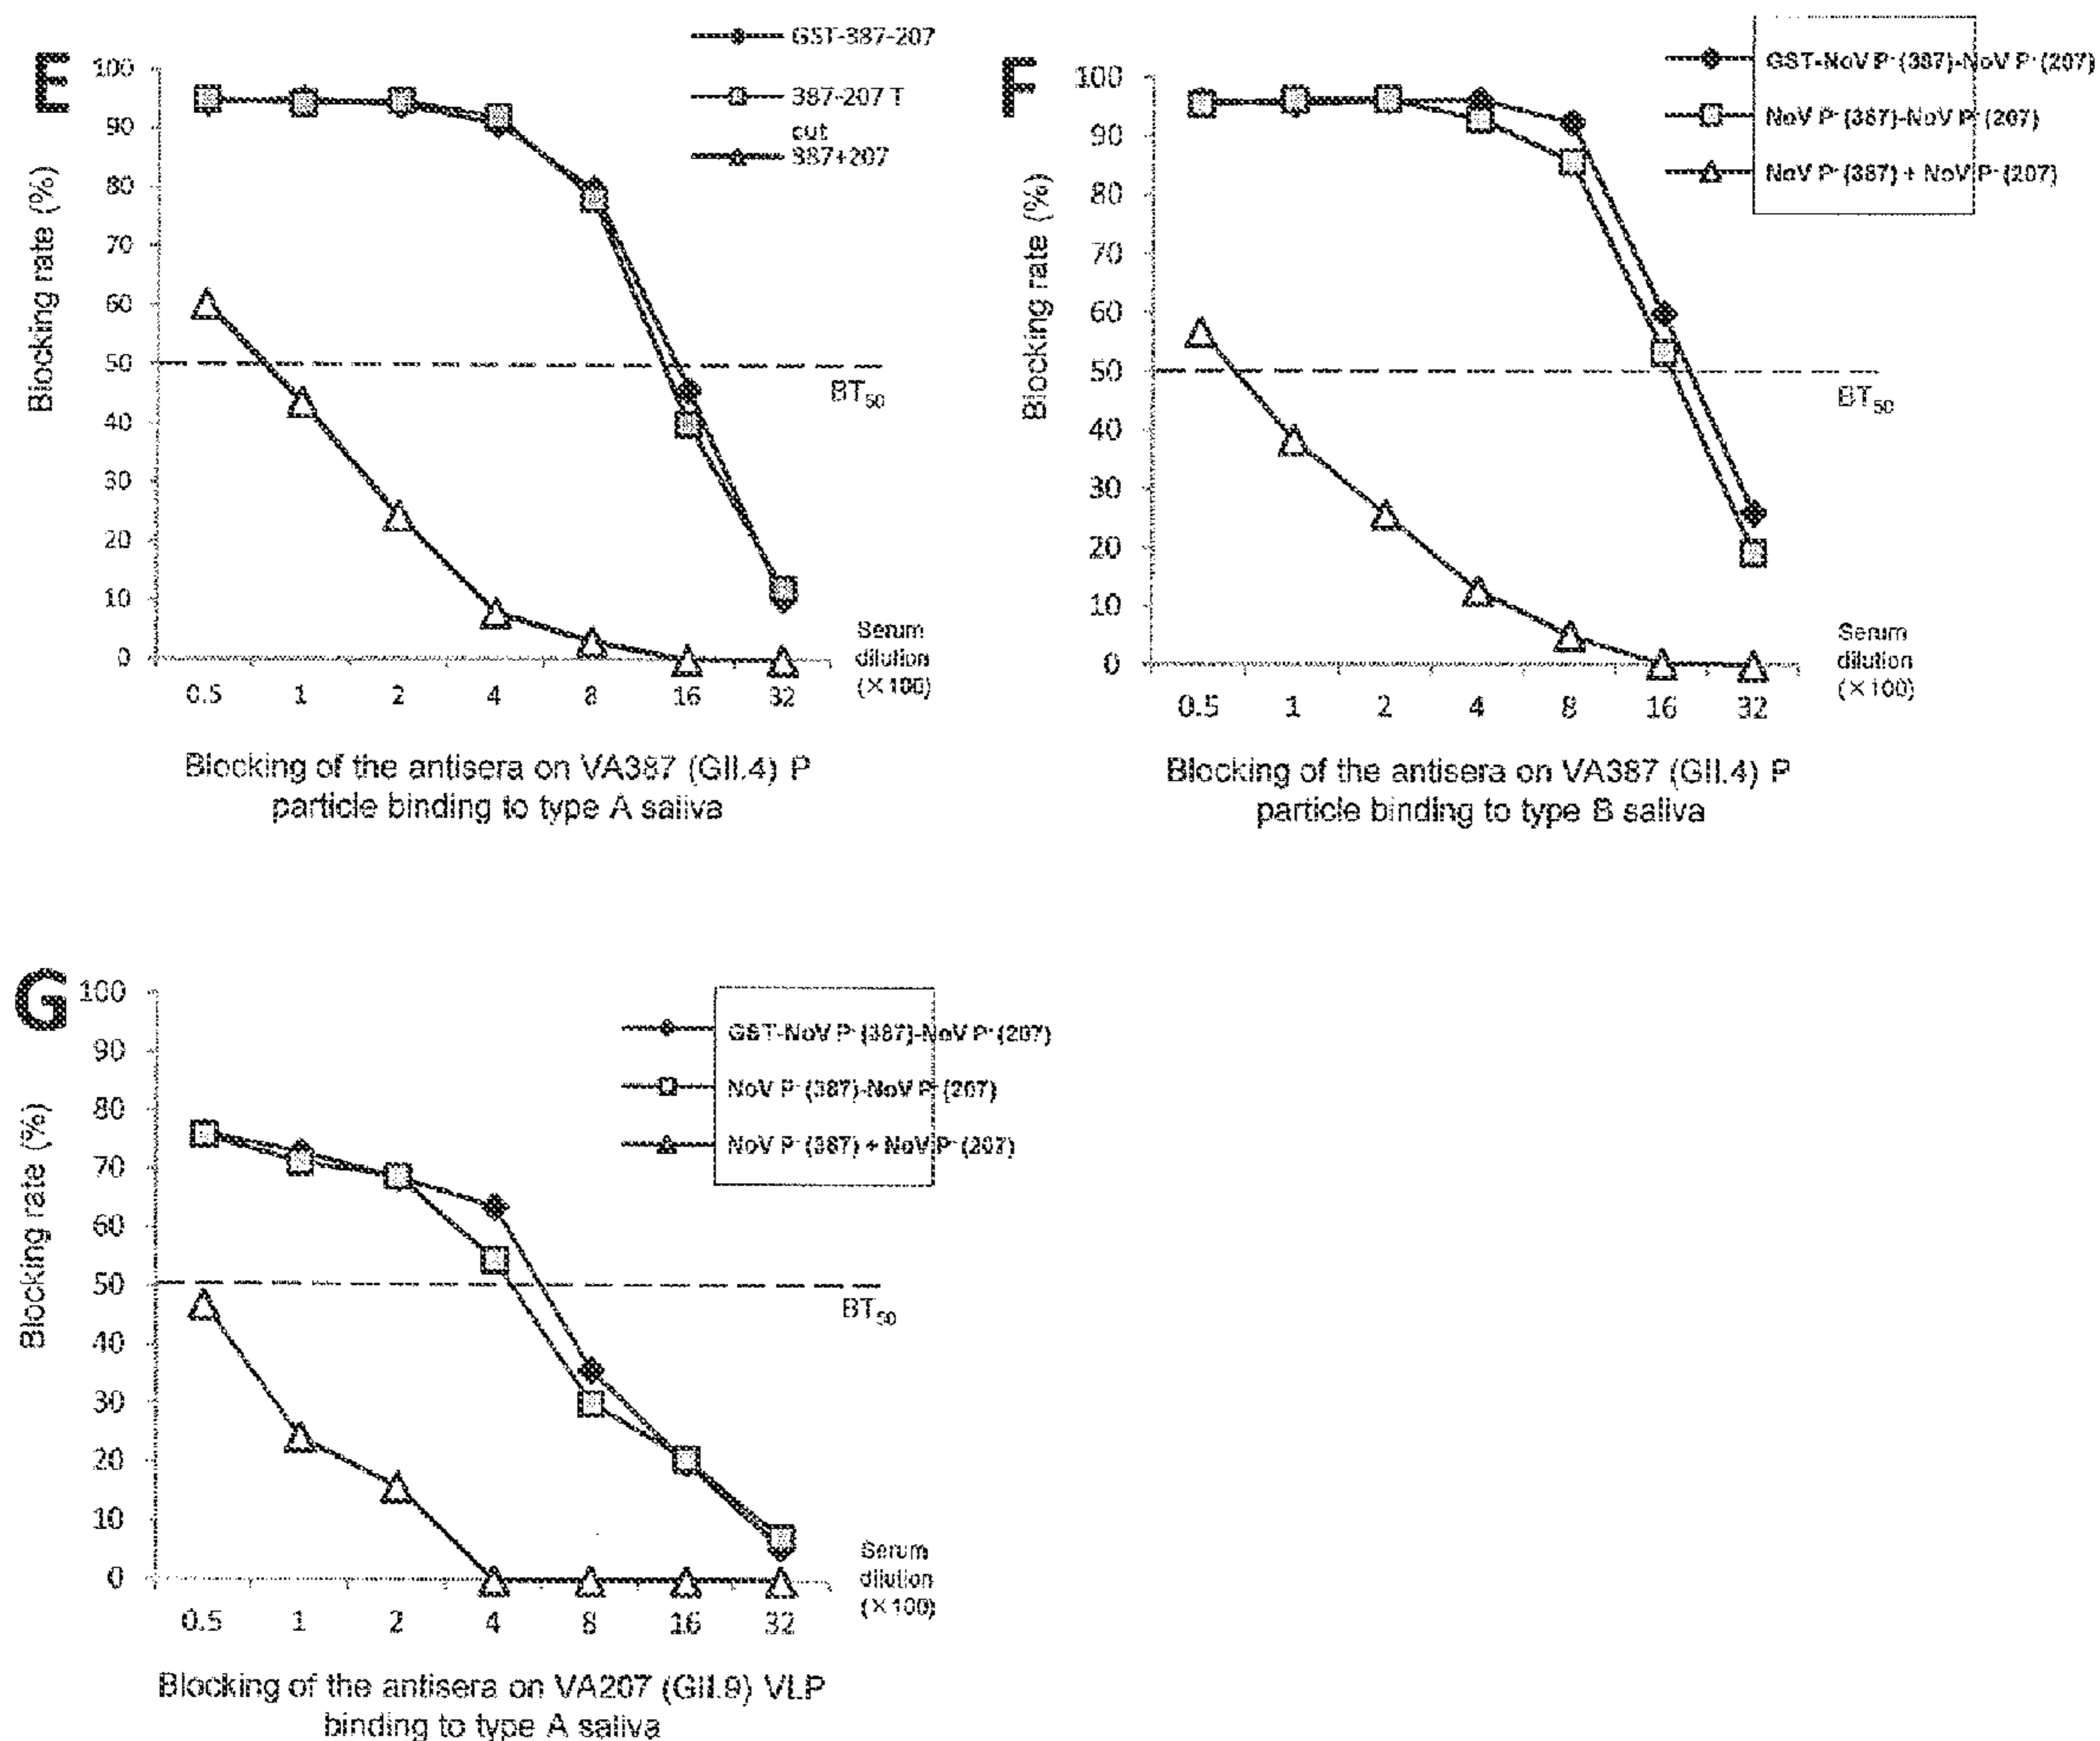 E
GST-387-207
387-207 T
cut
387+207
Blocking rate (%)
100
90
80
70
60
50
40
30
20
10
0
BT50
0.5 1 2 4 8 16 32
Serum
dilution
(×100)
Blocking of the antisera on VA387 (GII.4) P
particle binding to type A saliva
F
GST-NoV P⁻(387)-NoV P⁻(207)
NoV P⁻(387)-NoV P⁻(207)
NoV P⁻(387) + NoV P⁻(207)
Blocking rate (%)
100
90
80
70
60
50
40
30
20
10
0
BT50
0.5 1 2 4 8 16 32
Serum
dilution
(×100)
Blocking of the antisera on VA387 (GII.4) P
particle binding to type B saliva
G
GST-NoV P⁻(387)-NoV P⁻(207)
NoV P⁻(387)-NoV P⁻(207)
NoV P⁻(387) + NoV P⁻(207)
Blocking rate (%)
100
90
80
70
60
50
40
30
20
10
0
BT50
0.5 1 2 4 8 16 32
Serum
dilution
(×100)
Blocking of the antisera on VA207 (GII.9) VLP
binding to type A saliva